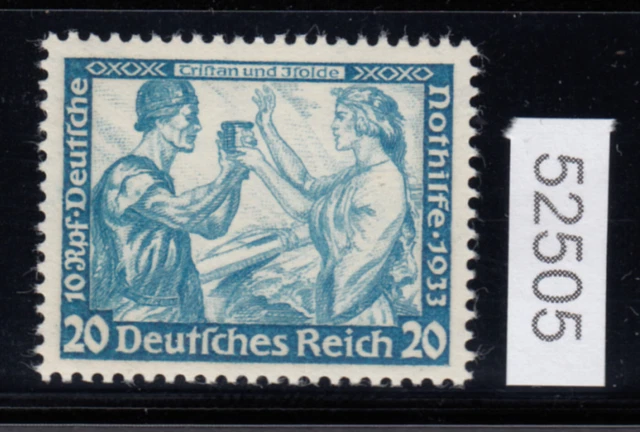 Triſtan und Iſolde
10 Rpf · Deutſche
Nothilfe · 1933
20 Deutſches Reich 20
52505